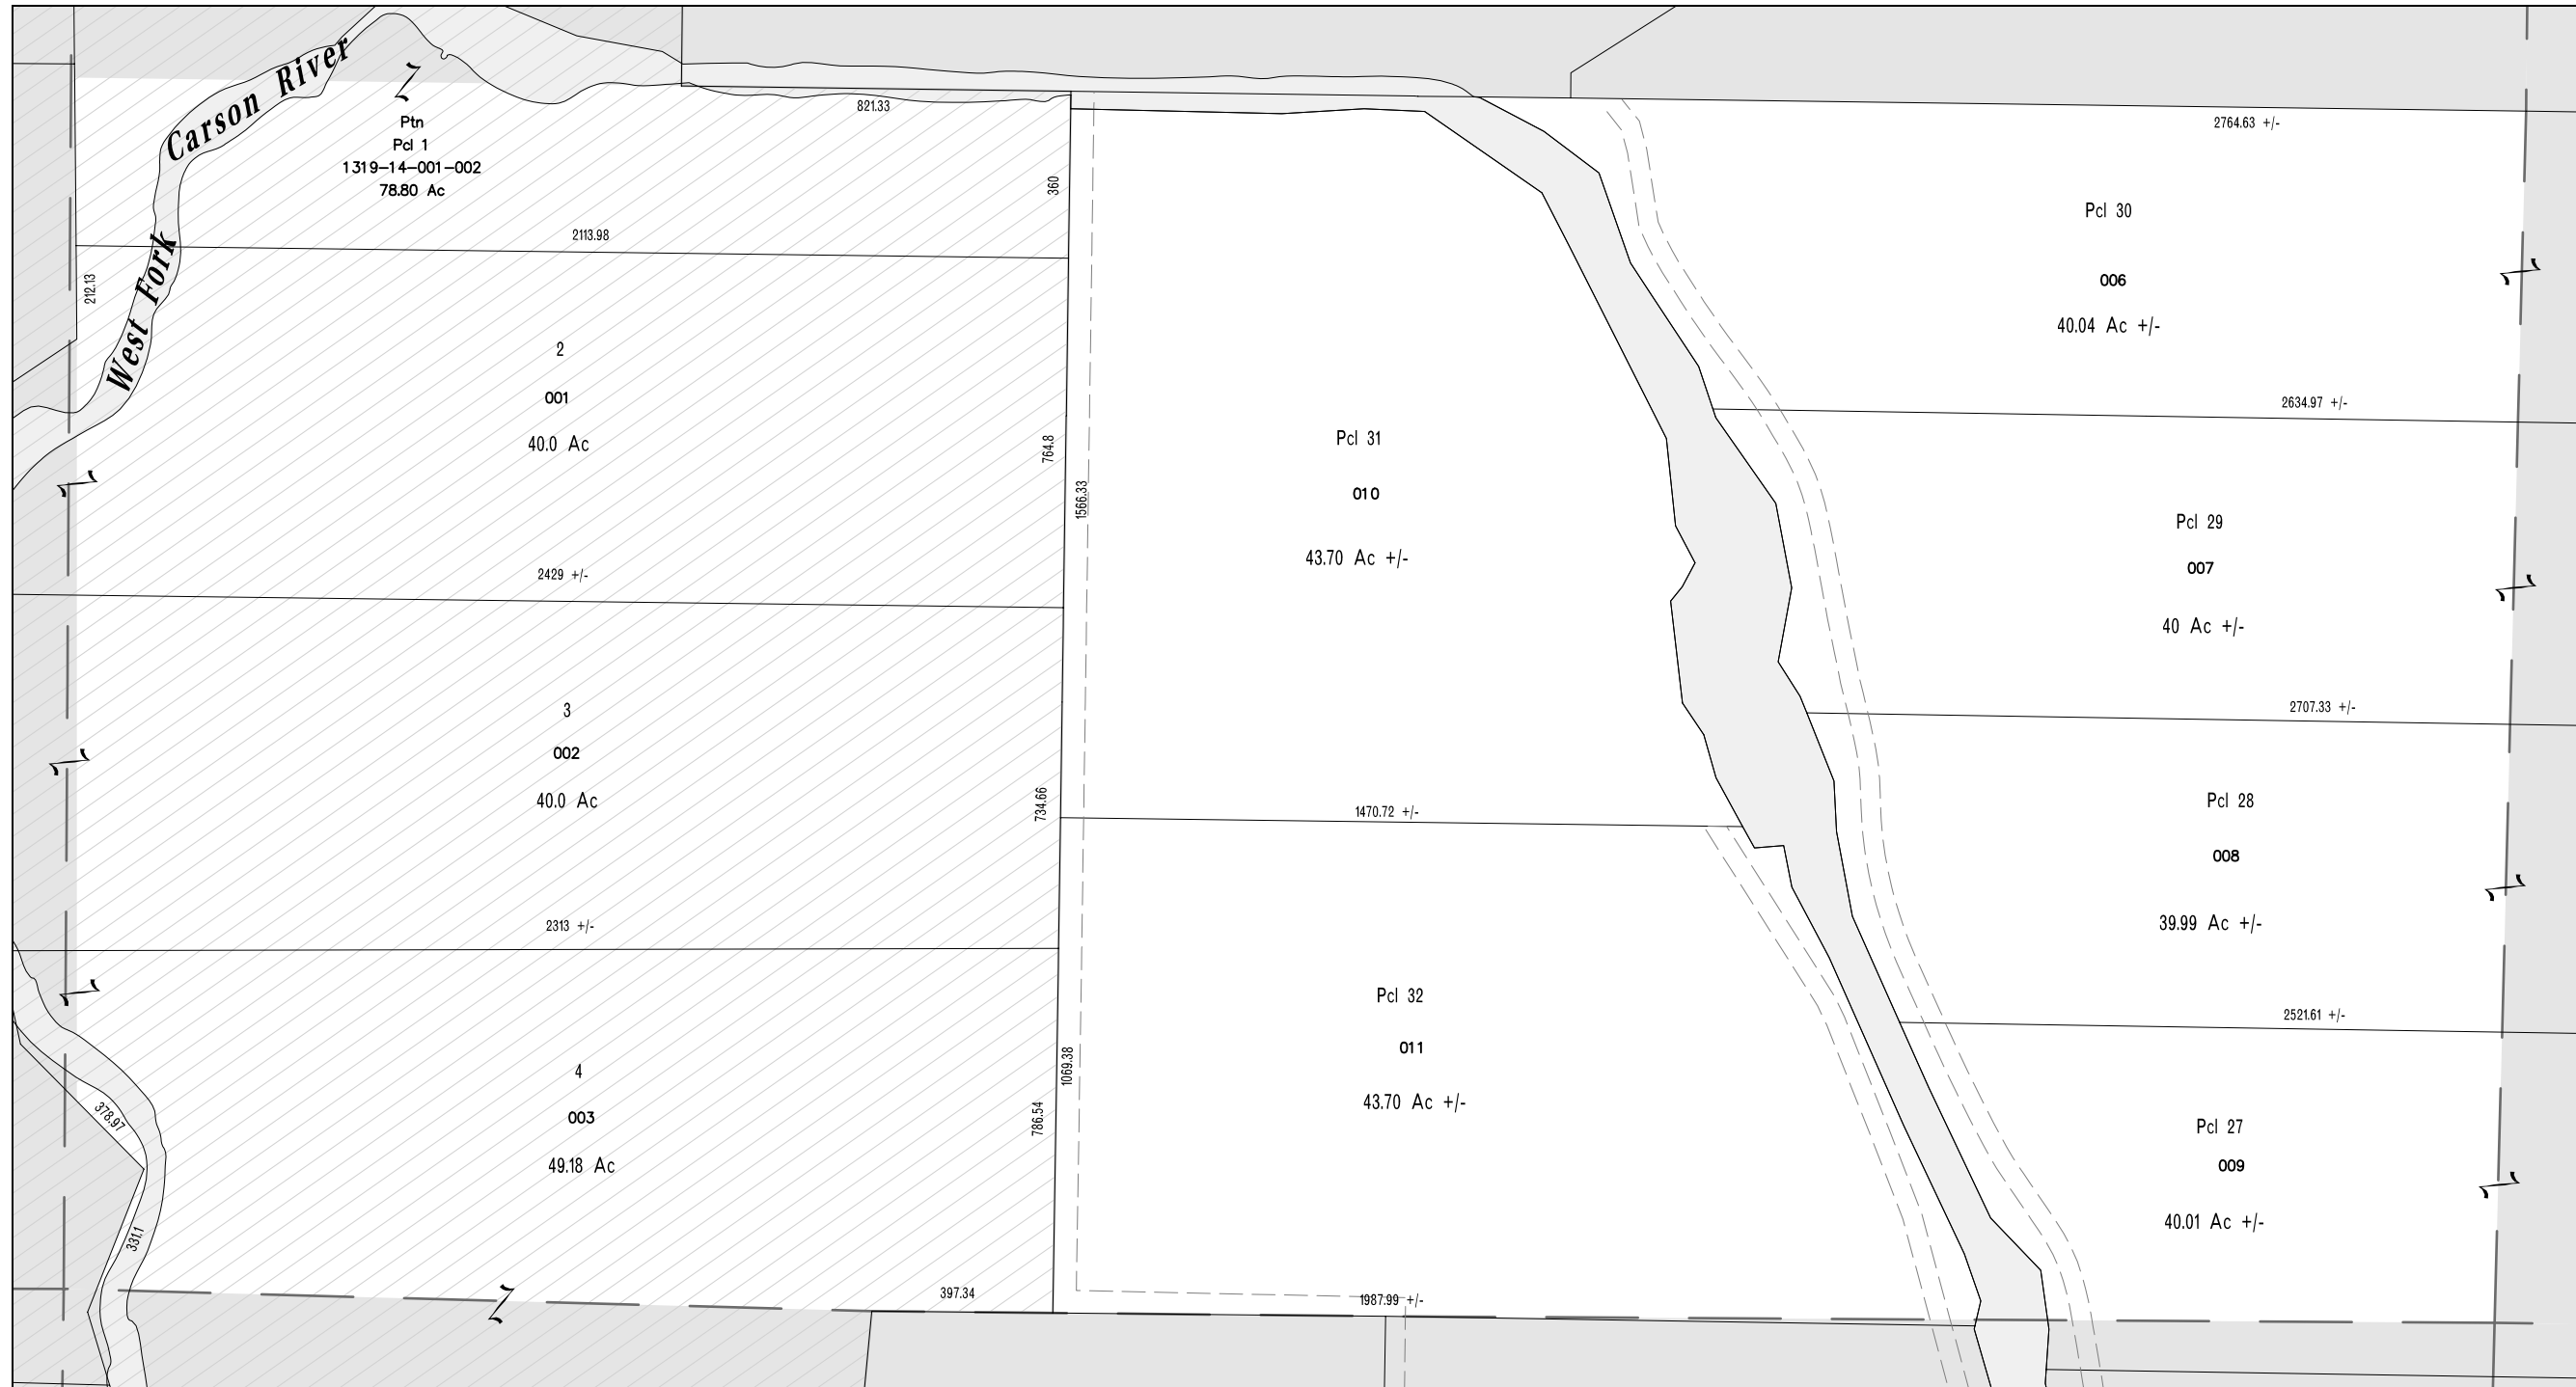 Carson River
West Fork
Ptn
Pcl 1
1319-14-001-002
78.80 Ac
821.33
360
2113.98
212.13
2
001
40.0 Ac
764.8
2429 +/-
3
002
40.0 Ac
734.66
2313 +/-
4
003
49.18 Ac
786.54
378.97
331.1
397.34
1566.33
Pcl 31
010
43.70 Ac +/-
1470.72 +/-
Pcl 32
011
43.70 Ac +/-
1069.38
1987.99 +/-
2764.63 +/-
Pcl 30
006
40.04 Ac +/-
2634.97 +/-
Pcl 29
007
40 Ac +/-
2707.33 +/-
Pcl 28
008
39.99 Ac +/-
2521.61 +/-
Pcl 27
009
40.01 Ac +/-